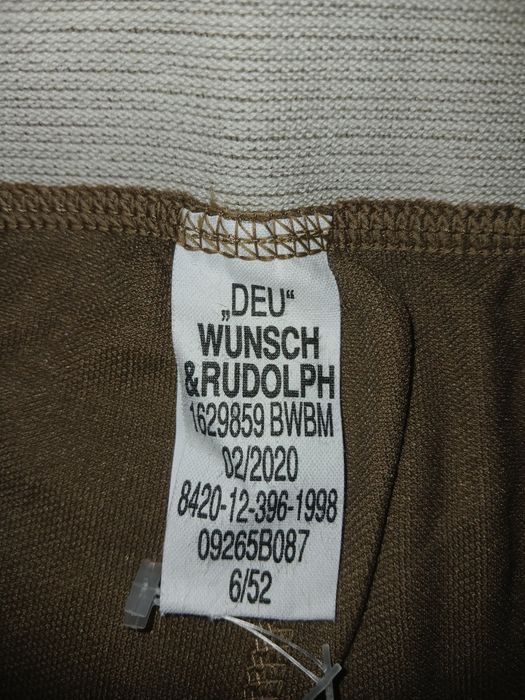 „DEU“
WUNSCH
&RUDOLPH
1629859 BWBM
02/2020
8420-12-396-1998
09265B087
6/52